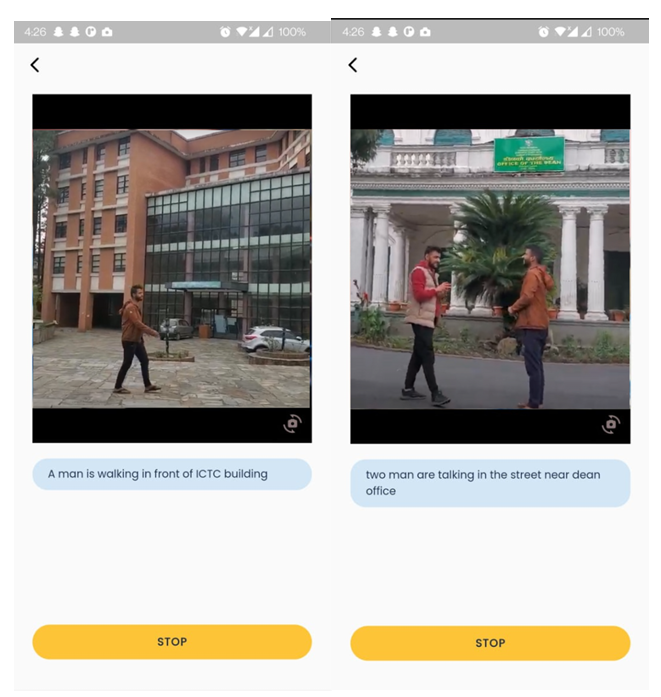 4:26
100%
A man is walking in front of ICTC building
STOP
4:26
100%
OFFICE OF THE DEAN
two man are talking in the street near dean
office
STOP